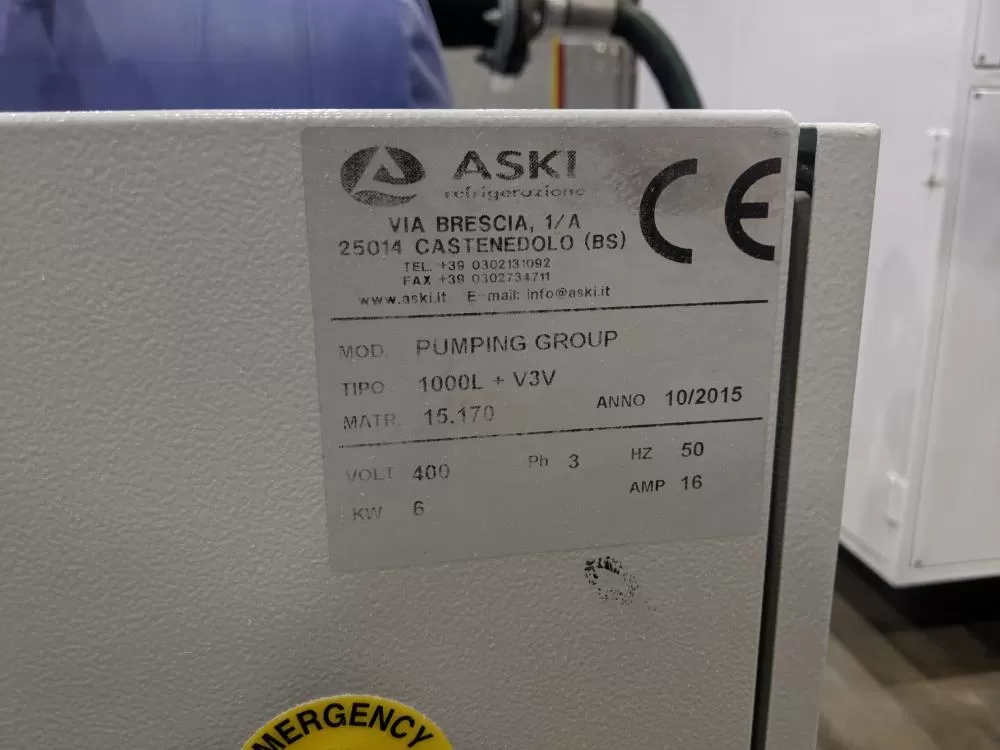 ASKI
refrigerazione
VIA BRESCIA, 1/A
25014 CASTENEDOLO (BS)
TEL. +39 0302131092
FAX +39 0302734711
www.aski.it E-mail: info@aski.it
CE
MOD. PUMPING GROUP
TIPO 1000L + V3V
MATR. 15.170 ANNO 10/2015
VOLT 400 Ph 3 HZ 50
KW 6 AMP 16
EMERGENCY